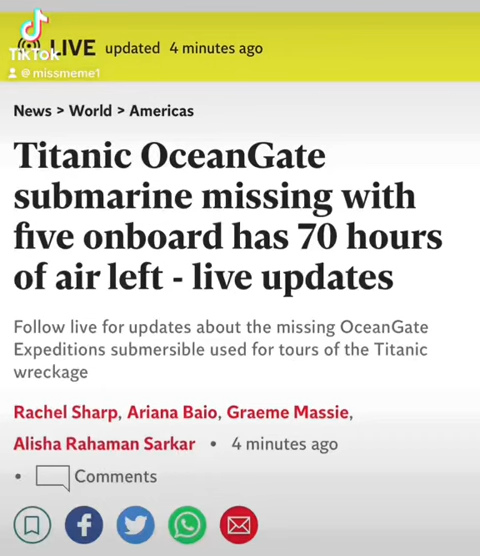 LIVE updated 4 minutes ago
TikTok
@missmeme1
News > World > Americas
Titanic OceanGate
submarine missing with
five onboard has 70 hours
of air left - live updates
Follow live for updates about the missing OceanGate
Expeditions submersible used for tours of the Titanic
wreckage
Rachel Sharp, Ariana Baio, Graeme Massie,
Alisha Rahaman Sarkar • 4 minutes ago
• Comments